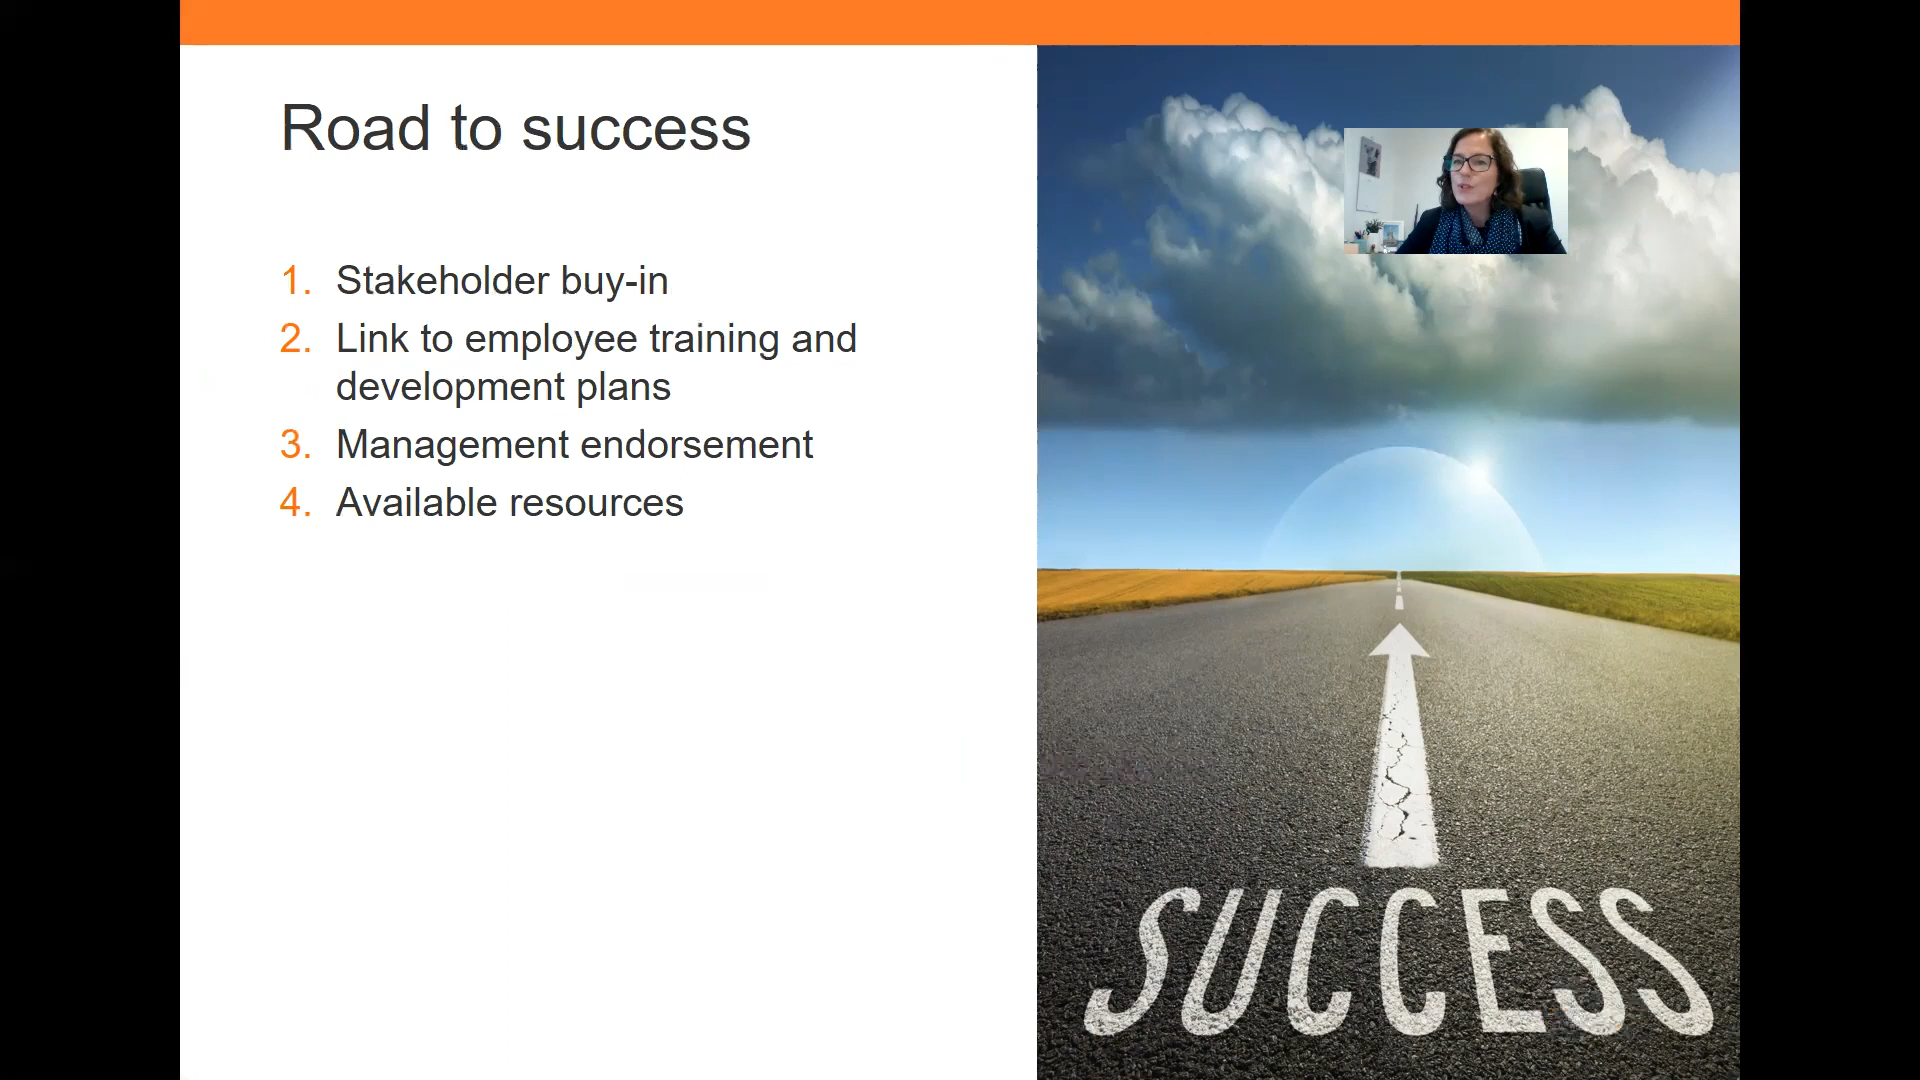 Road to success
1. Stakeholder buy-in
2. Link to employee training and
development plans
3. Management endorsement
4. Available resources
SUCCESS